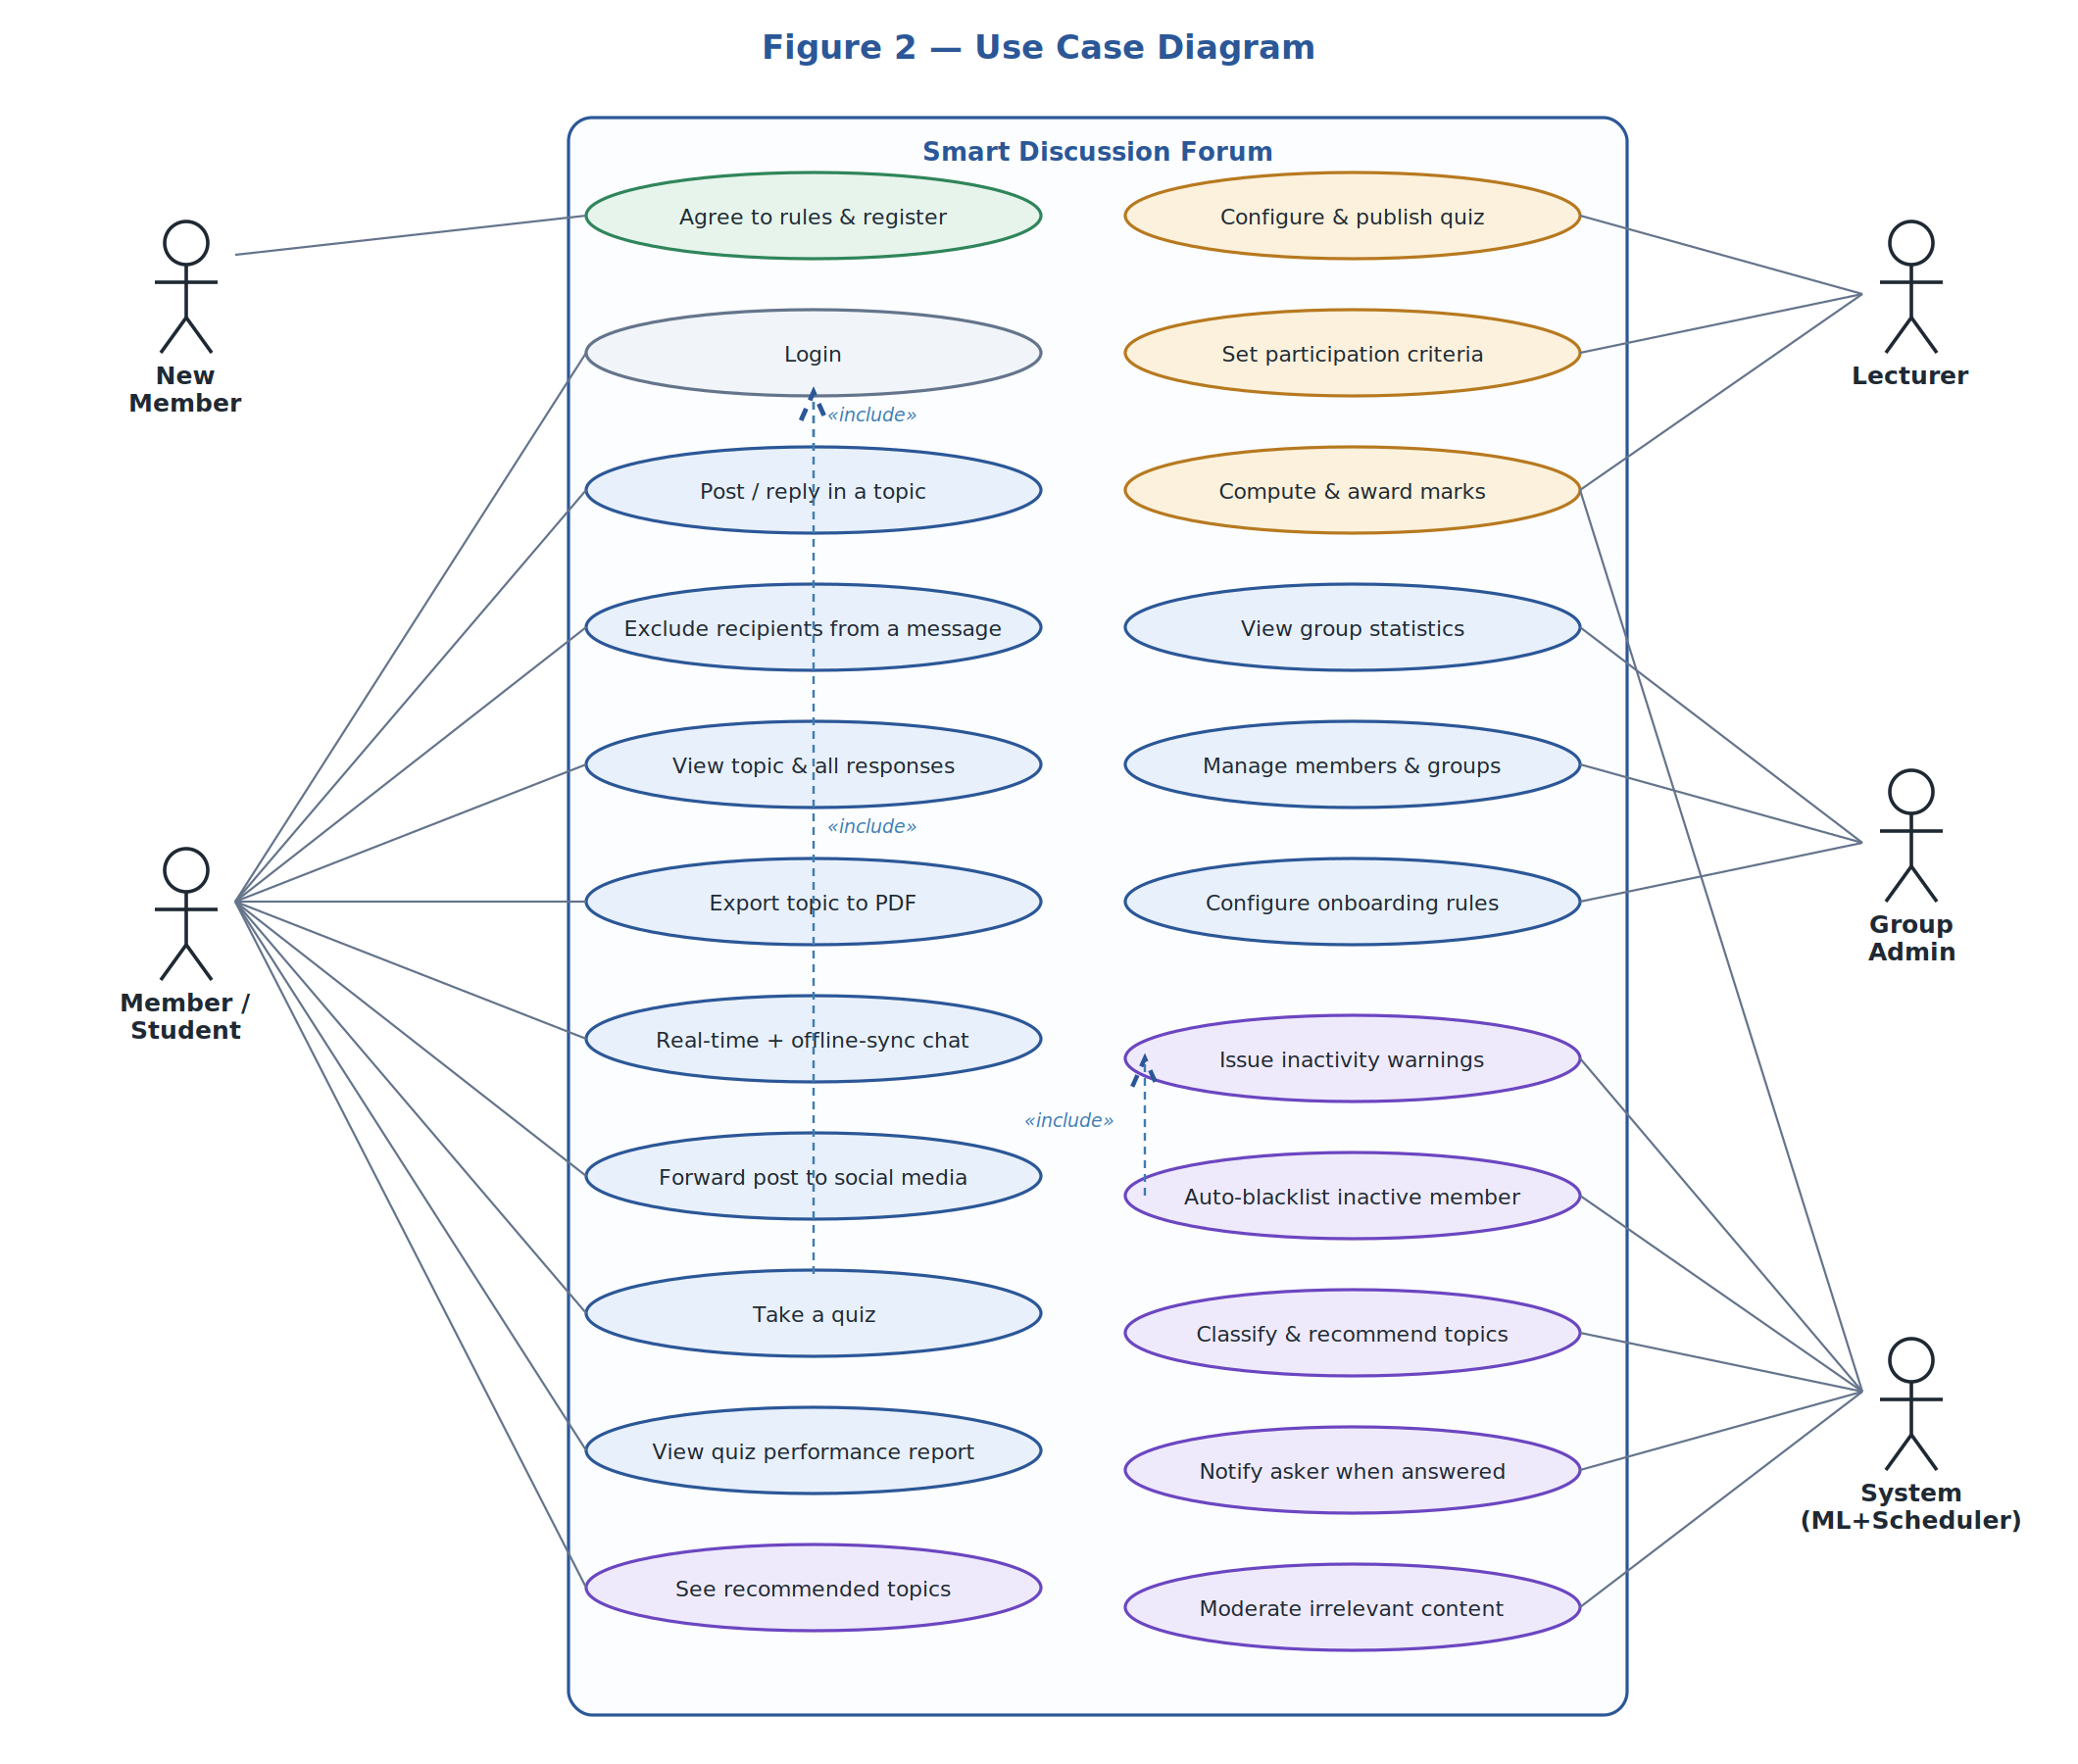 Figure 2 — Use Case Diagram
Smart Discussion Forum
Agree to rules & register
Configure & publish quiz
New
Member
Lecturer
Login
Set participation criteria
«include»
Post / reply in a topic
Compute & award marks
Exclude recipients from a message
View group statistics
View topic & all responses
Manage members & groups
«include»
Export topic to PDF
Configure onboarding rules
Group
Admin
Member /
Student
Real-time + offline-sync chat
Issue inactivity warnings
«include»
Forward post to social media
Auto-blacklist inactive member
Take a quiz
Classify & recommend topics
View quiz performance report
Notify asker when answered
System
(ML+Scheduler)
See recommended topics
Moderate irrelevant content